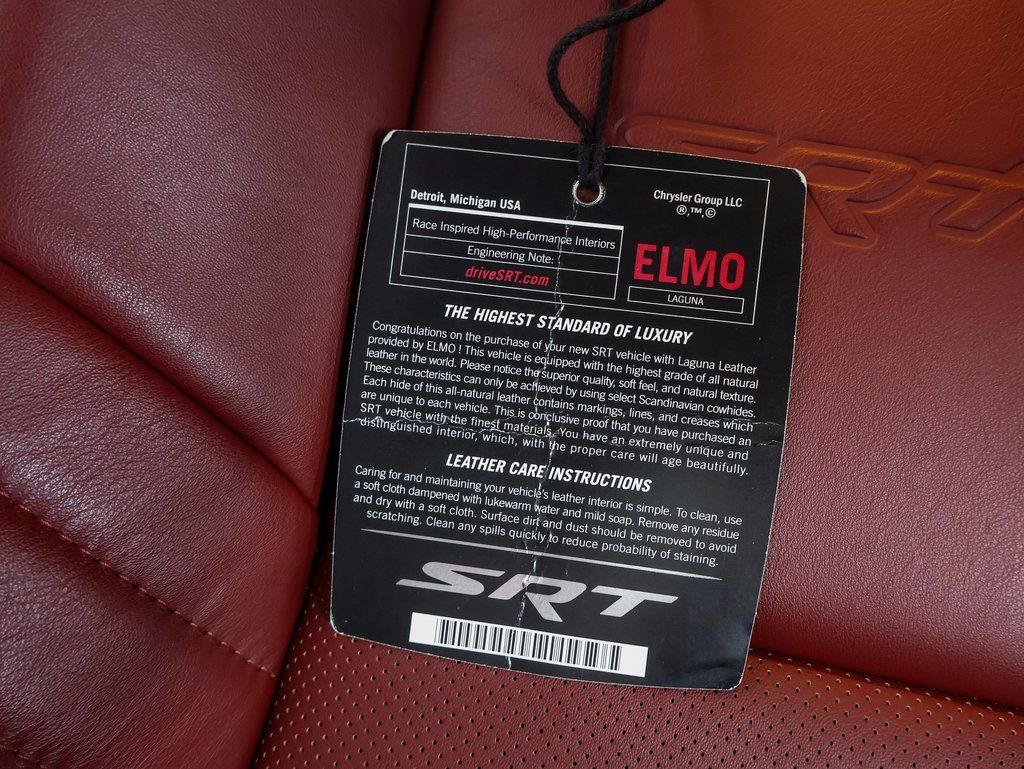 Detroit, Michigan USA
Chrysler Group LLC
®,™,©
Race Inspired High-Performance Interiors
Engineering Note:
driveSRT.com
ELMO
LAGUNA
THE HIGHEST STANDARD OF LUXURY
Congratulations on the purchase of your new SRT vehicle with Laguna Leather
provided by ELMO ! This vehicle is equipped with the highest grade of all natural
leather in the world. Please notice the superior quality, soft feel, and natural texture.
These characteristics can only be achieved by using select Scandinavian cowhides.
Each hide of this all-natural leather contains markings, lines, and creases which
are unique to each vehicle. This is conclusive proof that you have purchased an
SRT vehicle with the finest materials. You have an extremely unique and
distinguished interior, which, with the proper care will age beautifully.
LEATHER CARE INSTRUCTIONS
Caring for and maintaining your vehicle's leather interior is simple. To clean, use
a soft cloth dampened with lukewarm water and mild soap. Remove any residue
and dry with a soft cloth. Surface dirt and dust should be removed to avoid
scratching. Clean any spills quickly to reduce probability of staining.
SRT
SRT